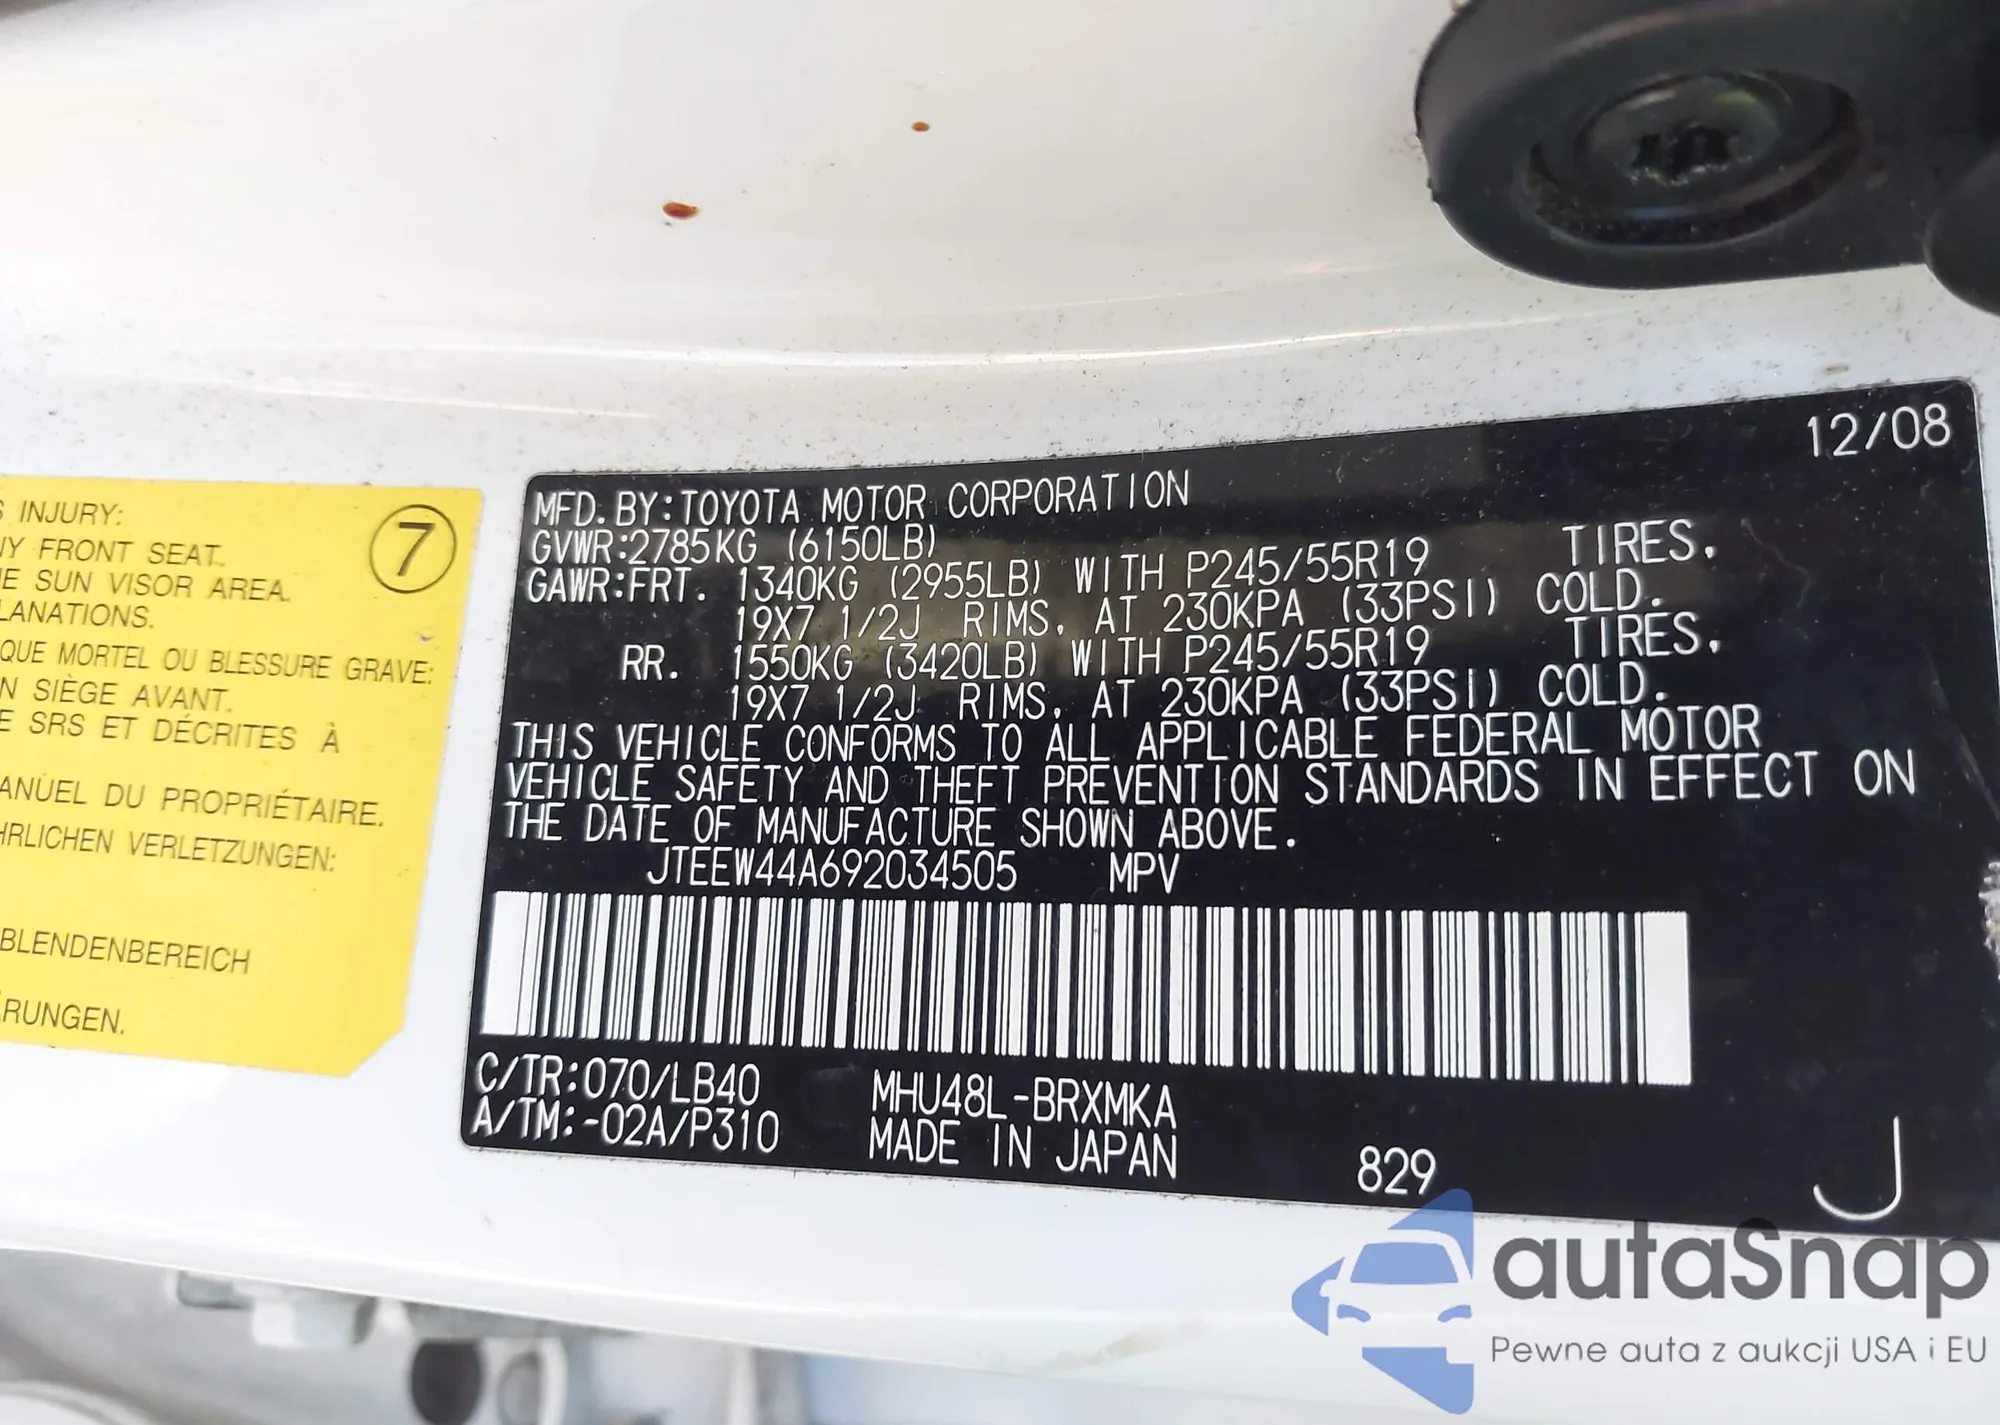 S INJURY:
NY FRONT SEAT.
HE SUN VISOR AREA.
LANATIONS.
7
QUE MORTEL OU BLESSURE GRAVE:
N SIÈGE AVANT.
E SRS ET DÉCRITES À
MANUEL DU PROPRIÉTAIRE.
HRLICHEN VERLETZUNGEN:
BLENDENBEREICH
ÄRUNGEN.
12/08
MFD. BY: TOYOTA MOTOR CORPORATION
GVWR:2785KG (6150LB)
GAWR:FRT. 1340KG (2955LB) WITH P245/55R19 TIRES.
19X7 1/2J RIMS. AT 230KPA (33PSI) COLD.
RR. 1550KG (3420LB) WITH P245/55R19 TIRES.
19X7 1/2J RIMS. AT 230KPA (33PSI) COLD.
THIS VEHICLE CONFORMS TO ALL APPLICABLE FEDERAL MOTOR
VEHICLE SAFETY AND THEFT PREVENTION STANDARDS IN EFFECT ON
THE DATE OF MANUFACTURE SHOWN ABOVE.
JTEEW44A692034505 MPV
C/TR:070/LB40 MHU48L-BRXMKA
A/TM:-02A/P310 MADE IN JAPAN 829 J
autaSnap
Pewne auta z aukcji USA i EU